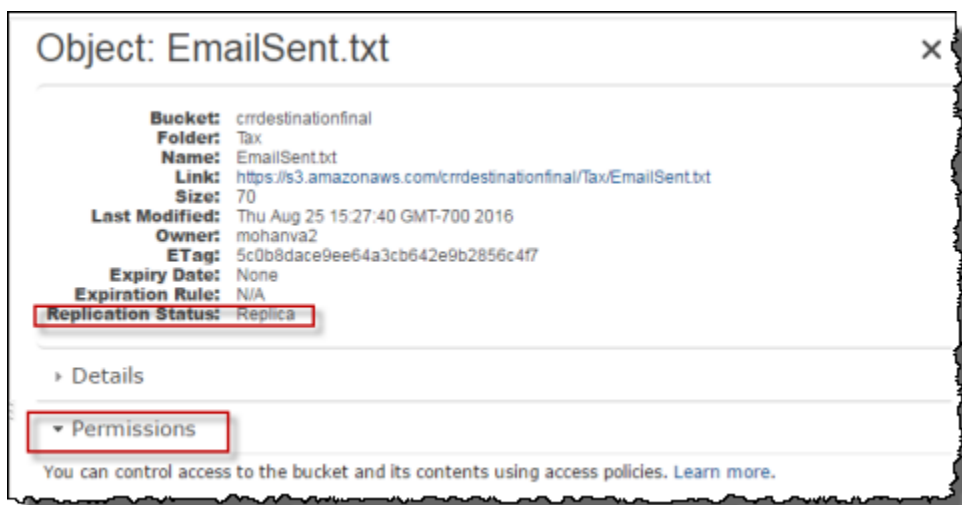 Object: EmailSent.txt
Bucket: crrdestinationfinal
Folder: Tax
Name: EmailSent.txt
Link: https://s3.amazonaws.com/crrdestinationfinal/Tax/EmailSent.txt
Size: 70
Last Modified: Thu Aug 25 15:27:40 GMT-700 2016
Owner: mohanva2
ETag: 5c0b8dace9ee64a3cb642e9b2856c4f7
Expiry Date: None
Expiration Rule: N/A
Replication Status: Replica
Details
Permissions
You can control access to the bucket and its contents using access policies. Learn more.